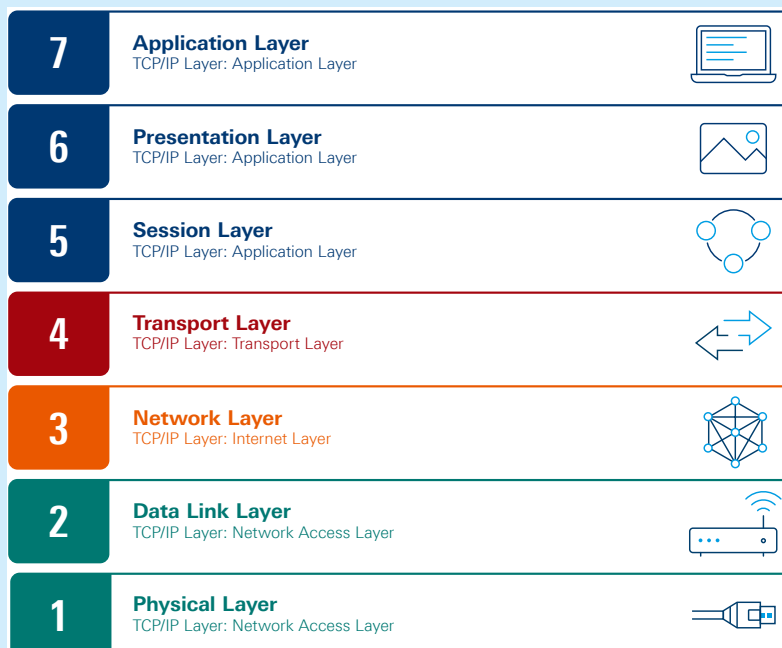 7
Application Layer
TCP/IP Layer: Application Layer
6
Presentation Layer
TCP/IP Layer: Application Layer
5
Session Layer
TCP/IP Layer: Application Layer
4
Transport Layer
TCP/IP Layer: Transport Layer
3
Network Layer
TCP/IP Layer: Internet Layer
2
Data Link Layer
TCP/IP Layer: Network Access Layer
1
Physical Layer
TCP/IP Layer: Network Access Layer